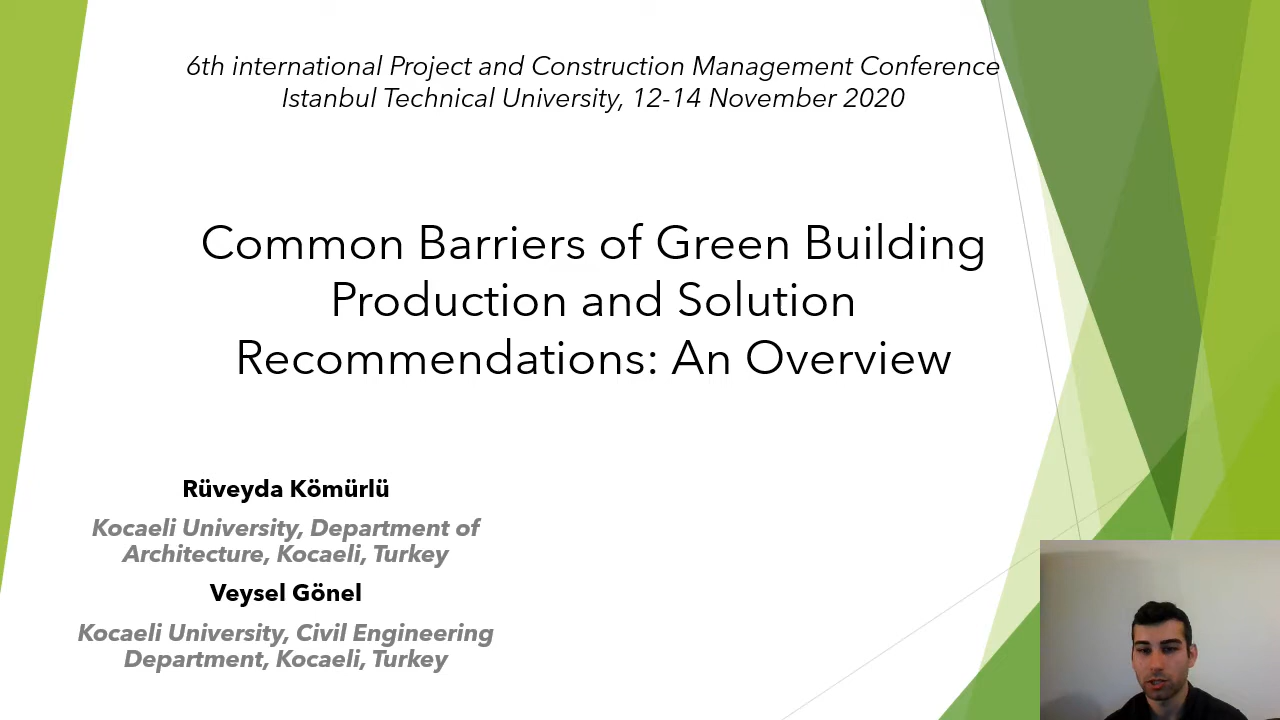 6th international Project and Construction Management Conference
Istanbul Technical University, 12-14 November 2020
Common Barriers of Green Building
Production and Solution
Recommendations: An Overview
Rüveyda Kömürlü
Kocaeli University, Department of
Architecture, Kocaeli, Turkey
Veysel Gönel
Kocaeli University, Civil Engineering
Department, Kocaeli, Turkey